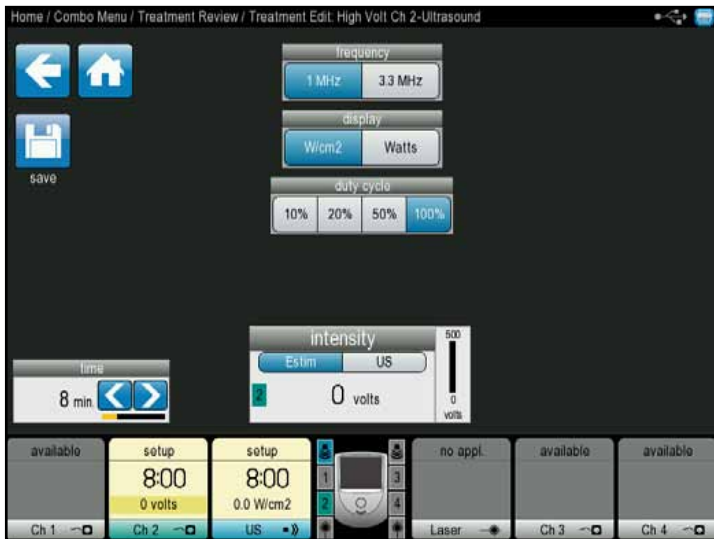 Home / Combo Menu / Treatment Review / Treatment Edit: High Volt Ch 2-Ultrasound
frequency
1 MHz 3.3 MHz
display
W/cm2 Watts
save
duty cycle
10% 20% 50% 100%
intensity
500
Estim US
time
2 0 volts
8 min.
0
volts
available setup setup no appl. available available
8:00 8:00
1 3
0 volts 0.0 W/cm2
2 4
Ch 1 Ch 2 US Laser Ch 3 Ch 4